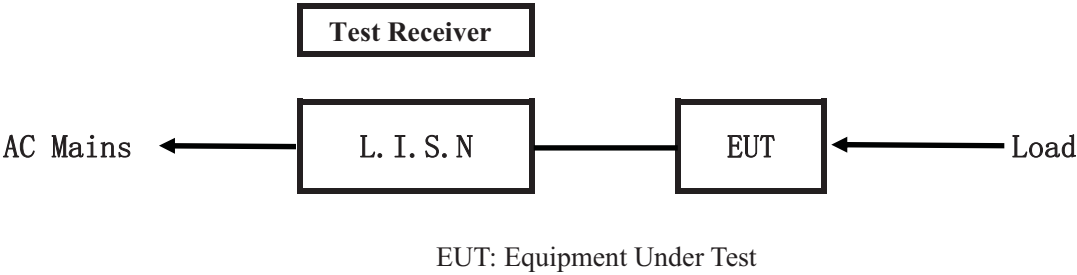 Test Receiver
AC Mains L.I.S.N EUT Load
EUT: Equipment Under Test